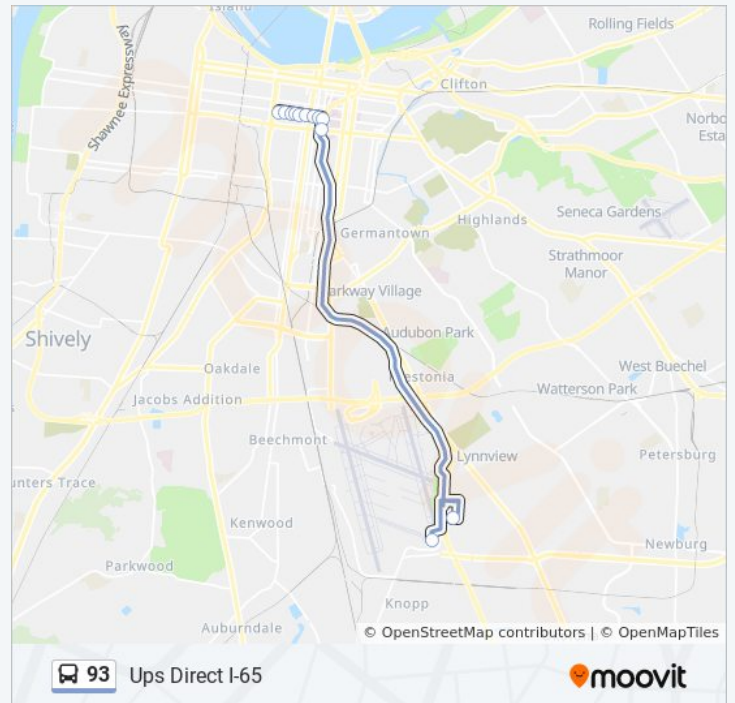 Island
Rolling Fields
Shawnee Expressway
Clifton
Norbo
Esta
Germantown
Highlands
Seneca Gardens
Strathmoor
Manor
arkway Village
Shively
Audubon Park
Prestonia
Oakdale
West Buechel
Watterson Park
Jacobs Addition
Beechmont
Lynnview
Petersburg
unters Trace
Kenwood
Newburg
Parkwood
Knopp
Auburndale
© OpenStreetMap contributors | © OpenMapTiles
93 Ups Direct I-65
moovit